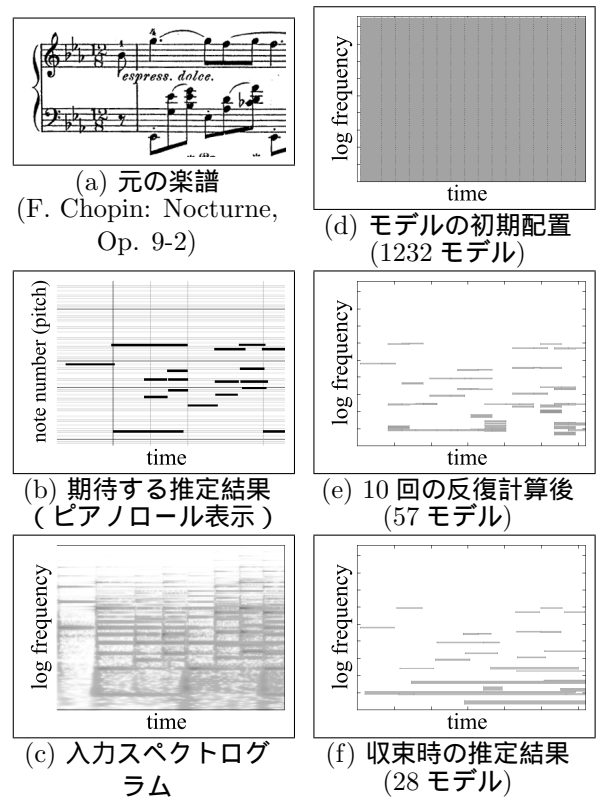 espress. dolce.
(a) 元の楽譜
(F. Chopin: Nocturne,
Op. 9-2)
log frequency
time
(d) モデルの初期配置
(1232 モデル)
note number (pitch)
time
(b) 期待する推定結果
( ピアノロール表示 )
log frequency
(e) 10 回の反復計算後
(57 モデル)
log frequency
time
(c) 入力スペクトログ
ラム
log frequency
time
(f) 収束時の推定結果
(28 モデル)